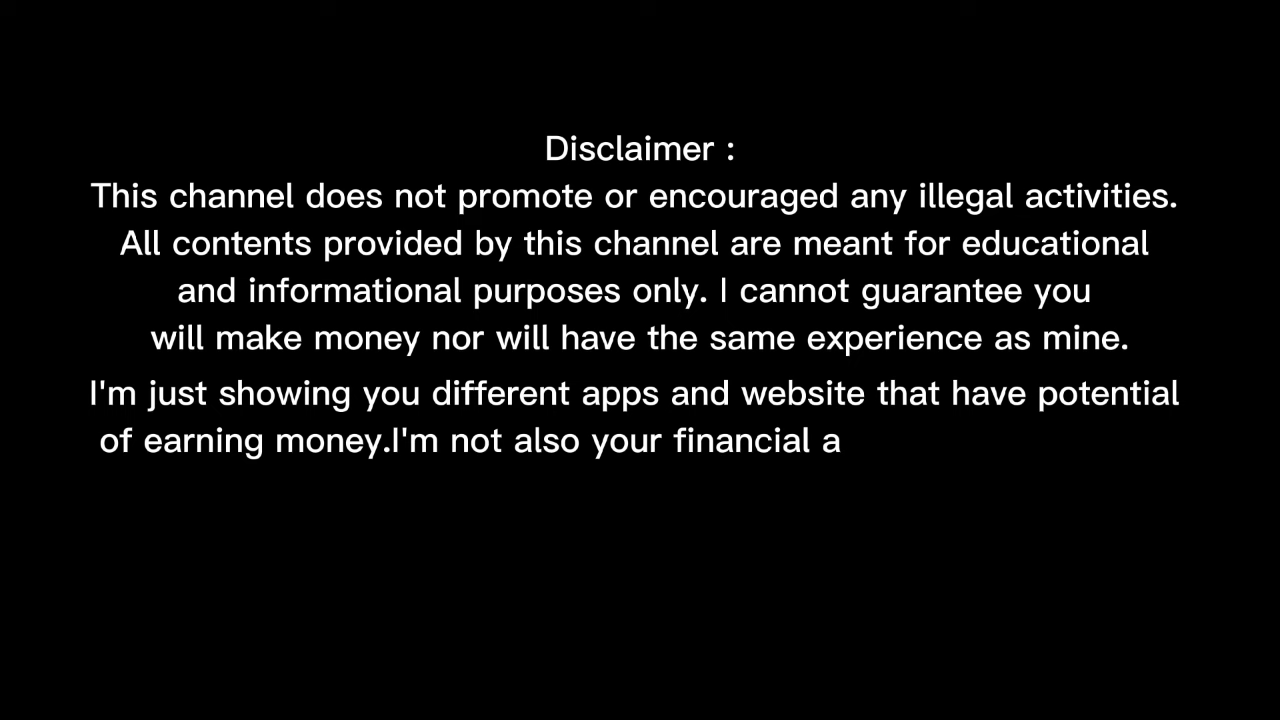 Disclaimer :
This channel does not promote or encouraged any illegal activities.
All contents provided by this channel are meant for educational
and informational purposes only. I cannot guarantee you
will make money nor will have the same experience as mine.
I'm just showing you different apps and website that have potential
of earning money.I'm not also your financial a